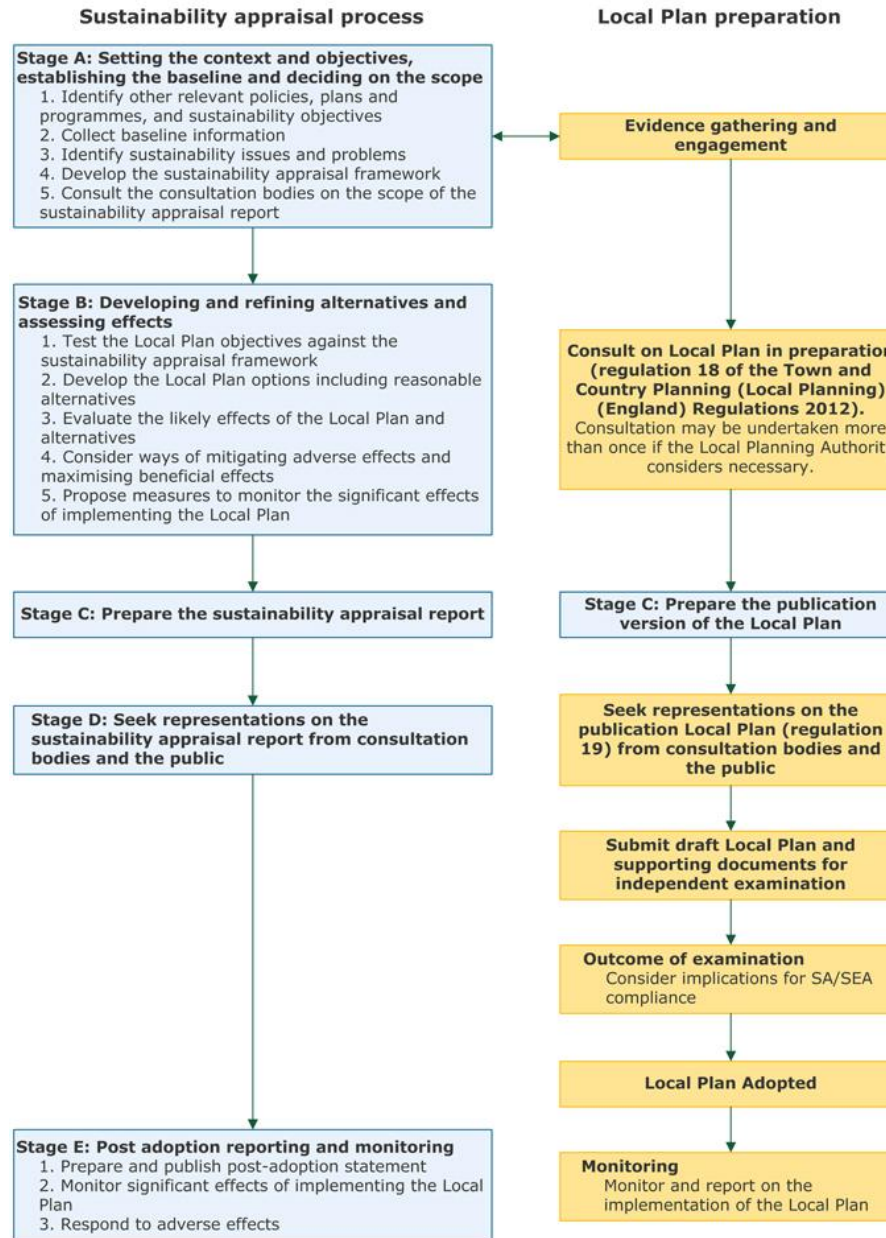 Sustainability appraisal process
Local Plan preparation
Stage A: Setting the context and objectives,
establishing the baseline and deciding on the scope
1. Identify other relevant policies, plans and
programmes, and sustainability objectives
2. Collect baseline information
3. Identify sustainability issues and problems
4. Develop the sustainability appraisal framework
5. Consult the consultation bodies on the scope of the
sustainability appraisal report
Evidence gathering and
engagement
Stage B: Developing and refining alternatives and
assessing effects
1. Test the Local Plan objectives against the
sustainability appraisal framework
2. Develop the Local Plan options including reasonable
alternatives
3. Evaluate the likely effects of the Local Plan and
alternatives
4. Consider ways of mitigating adverse effects and
maximising beneficial effects
5. Propose measures to monitor the significant effects
of implementing the Local Plan
Consult on Local Plan in preparation
(regulation 18 of the Town and
Country Planning (Local Planning)
(England) Regulations 2012).
Consultation may be undertaken more
than once if the Local Planning Authorit
considers necessary.
Stage C: Prepare the sustainability appraisal report
Stage C: Prepare the publication
version of the Local Plan
Stage D: Seek representations on the
sustainability appraisal report from consultation
bodies and the public
Seek representations on the
publication Local Plan (regulation
19) from consultation bodies and
the public
Submit draft Local Plan and
supporting documents for
independent examination
Outcome of examination
Consider implications for SA/SEA
compliance
Local Plan Adopted
Stage E: Post adoption reporting and monitoring
1. Prepare and publish post-adoption statement
2. Monitor significant effects of implementing the Local
Plan
3. Respond to adverse effects
Monitoring
Monitor and report on the
implementation of the Local Plan